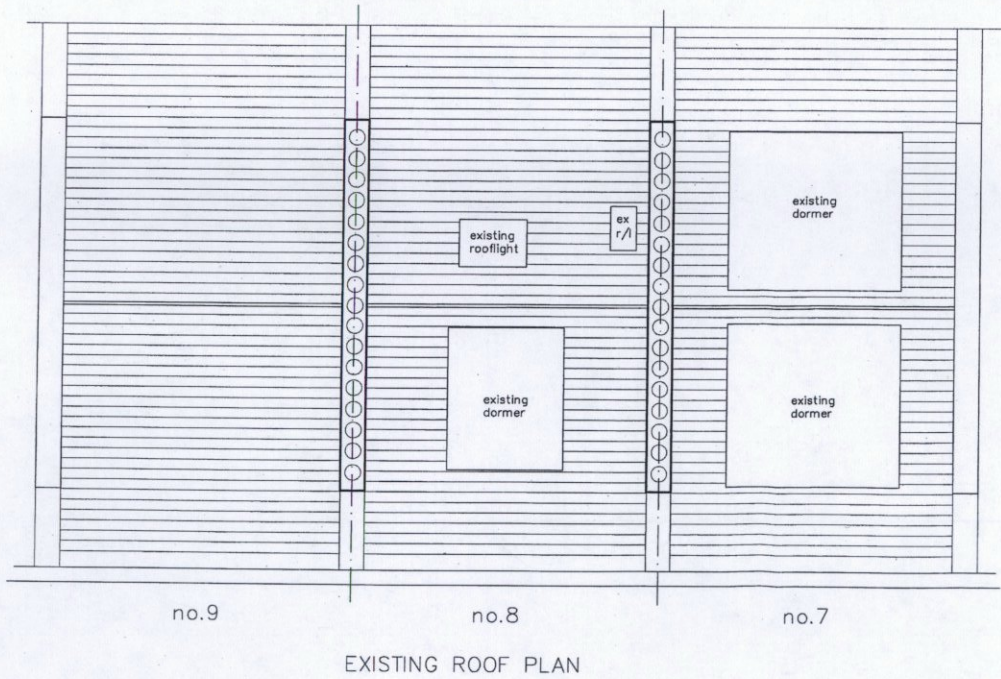 existing
dormer
ex
r/l
existing
rooflight
existing
dormer
existing
dormer
no.9
no.8
no.7
EXISTING ROOF PLAN